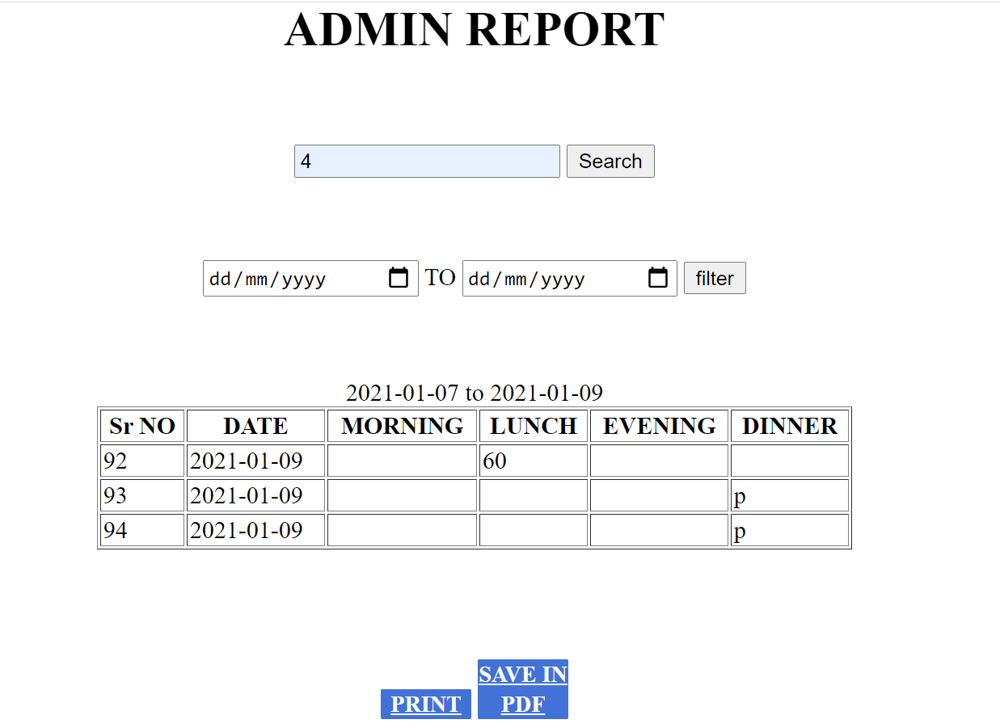 ADMIN REPORT
4 Search
dd/mm/yyyy TO dd/mm/yyyy filter
2021-01-07 to 2021-01-09
Sr NO DATE MORNING LUNCH EVENING DINNER
92 2021-01-09 60
93 2021-01-09 p
94 2021-01-09 p
SAVE IN
PRINT PDF